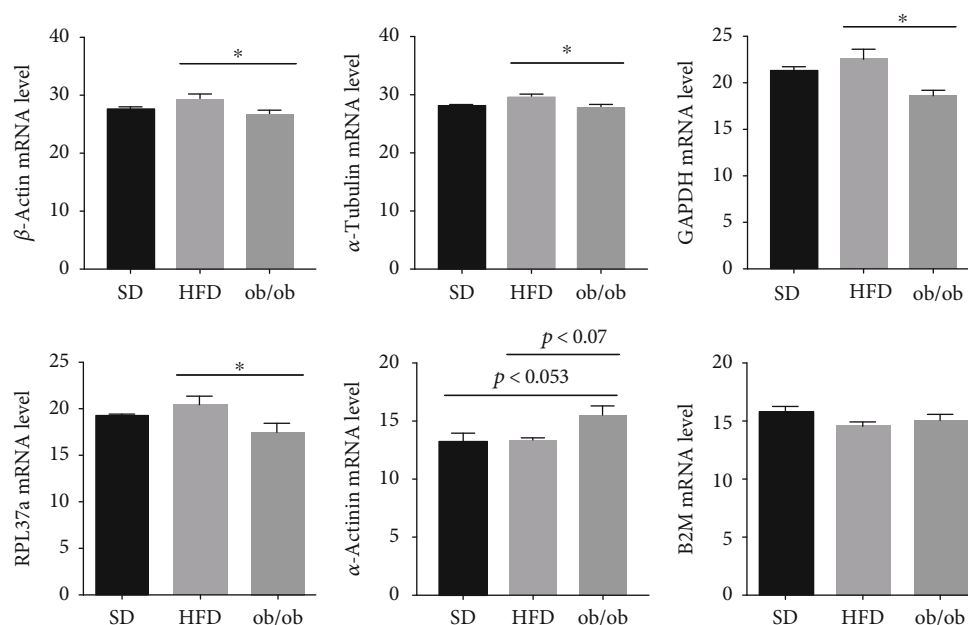 β-Actin mRNA level
40
30
20
10
0
*
SD
HFD
ob/ob
α-Tubulin mRNA level
40
30
20
10
0
*
SD
HFD
ob/ob
GAPDH mRNA level
25
20
15
10
5
0
*
SD
HFD
ob/ob
RPL37a mRNA level
25
20
15
10
5
0
*
SD
HFD
ob/ob
α-Actinin mRNA level
20
15
10
5
0
p < 0.07
p < 0.053
SD
HFD
ob/ob
B2M mRNA level
20
15
10
5
0
SD
HFD
ob/ob